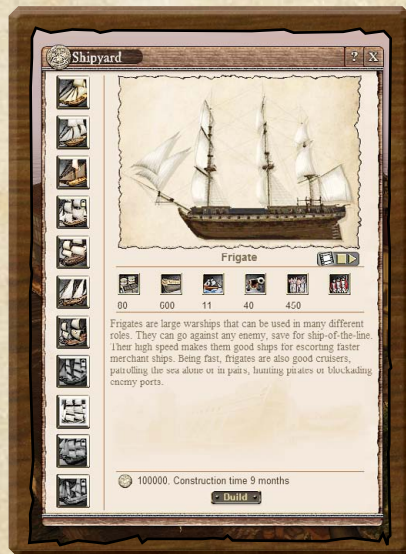 Shipyard
? X
Frigate
80 600 11 40 450
Frigates are large warships that can be used in many different
roles. They can go against any enemy, save for ship-of-the-line.
Their high speed makes them good ships for escorting faster
merchant ships. Being fast, frigates are also good cruisers,
patrolling the sea alone or in pairs, hunting pirates or blockading
enemy ports.
100000, Construction time 9 months
Build